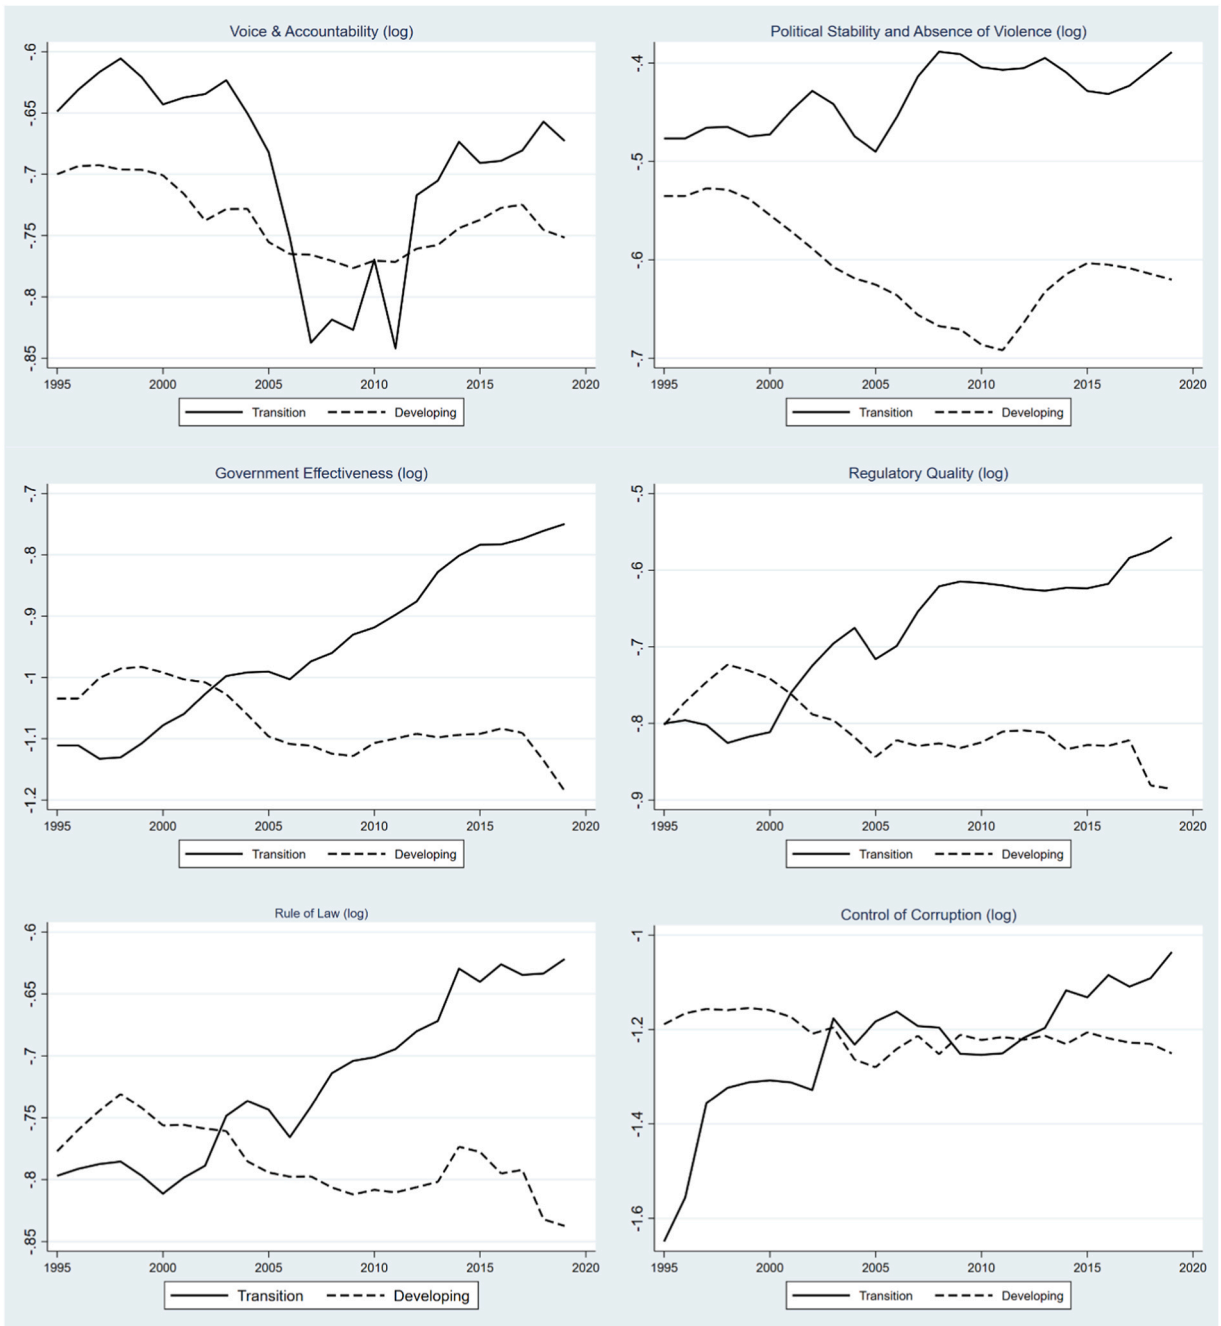 Voice & Accountability (log)
-.6
-.65
-.7
-.75
-.8
-.85
1995 2000 2005 2010 2015 2020
Transition Developing
Political Stability and Absence of Violence (log)
-.4
-.5
-.6
-.7
1995 2000 2005 2010 2015 2020
Transition Developing
Government Effectiveness (log)
-.7
-.8
-.9
-1
-1.1
-1.2
1995 2000 2005 2010 2015 2020
Transition Developing
Regulatory Quality (log)
-.5
-.6
-.7
-.8
-.9
1995 2000 2005 2010 2015 2020
Transition Developing
Rule of Law (log)
-.6
-.65
-.7
-.75
-.8
-.85
1995 2000 2005 2010 2015 2020
Transition Developing
Control of Corruption (log)
-1
-1.2
-1.4
-1.6
1995 2000 2005 2010 2015 2020
Transition Developing